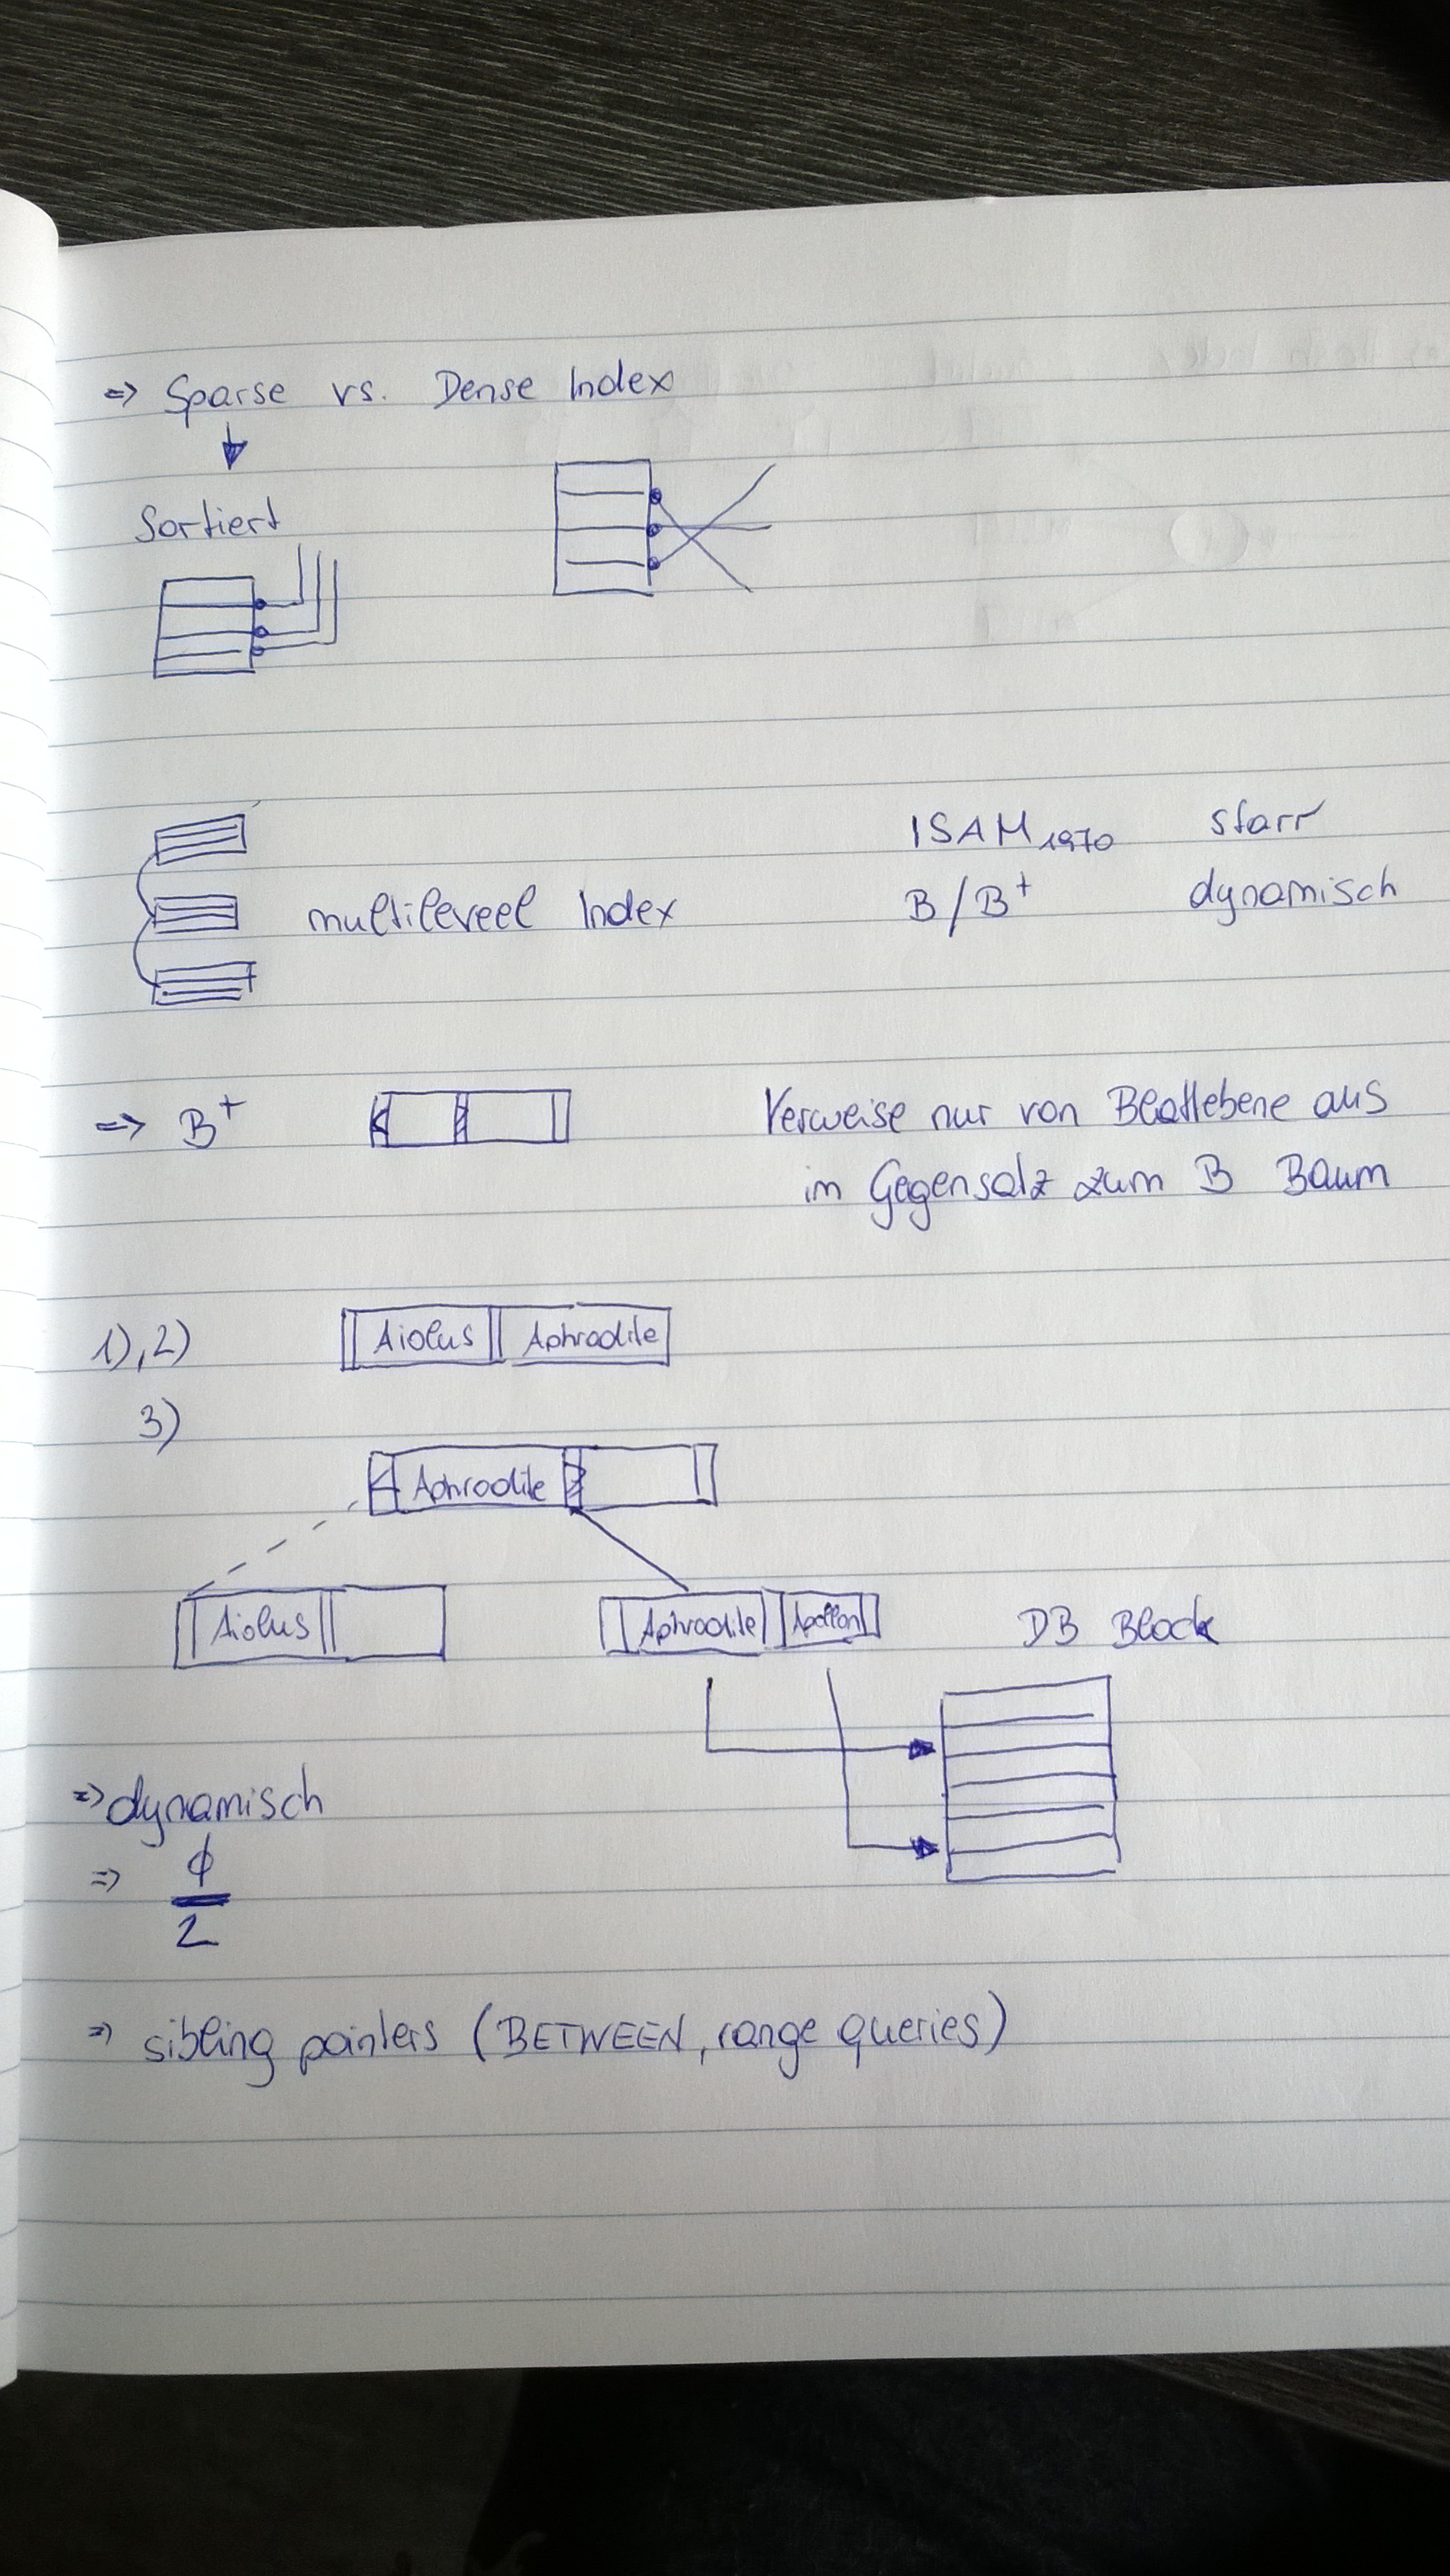 => Sparse vs. Dense Index
Sortiert
ISAM 1970 starr
multileveel Index B/B+ dynamisch
=> B+ Verweise nur von Blattebene aus
im Gegensatz zum B Baum
1), 2) Aiolus Aphrodite
3)
Aphrodite
Aiolus Aphrodite Apollon DB Block
=> dynamisch
=> ϕ
2
=> sibling pointers (BETWEEN, range queries)